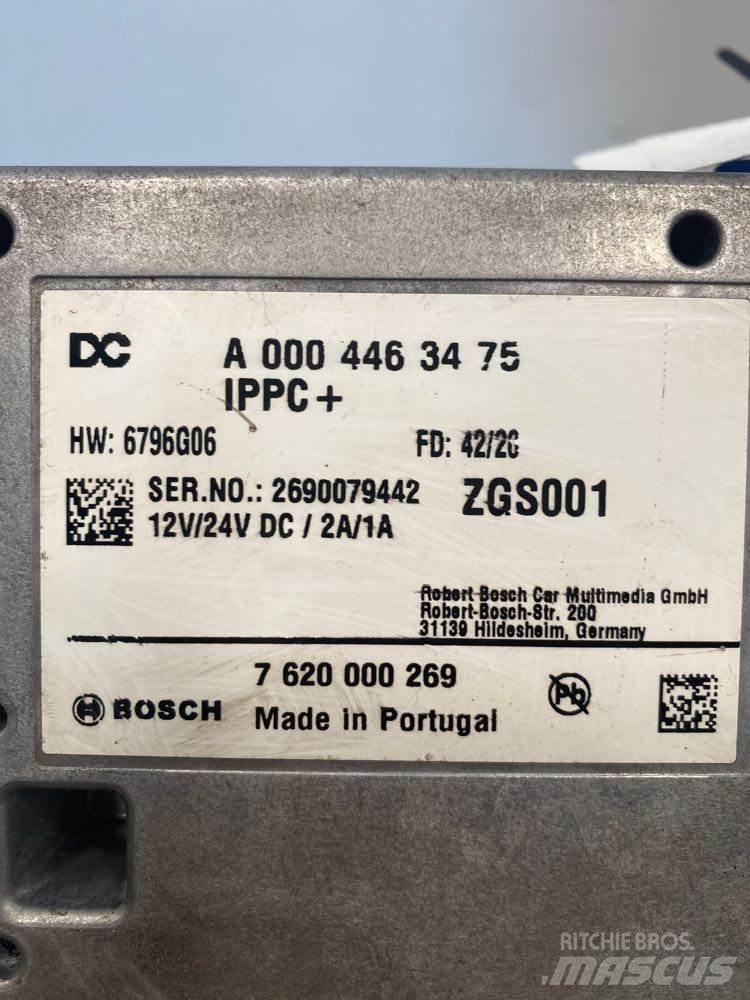 DC A 000 446 34 75
IPPC+
HW: 6796G06 FD: 42/20
SER.NO.: 2690079442 ZGS001
12V/24V DC / 2A/1A
Robert Bosch Car Multimedia GmbH
Robert-Bosch-Str. 200
31139 Hildesheim, Germany
7 620 000 269
Pb
BOSCH Made in Portugal
RITCHIE BROS.
MASCUS